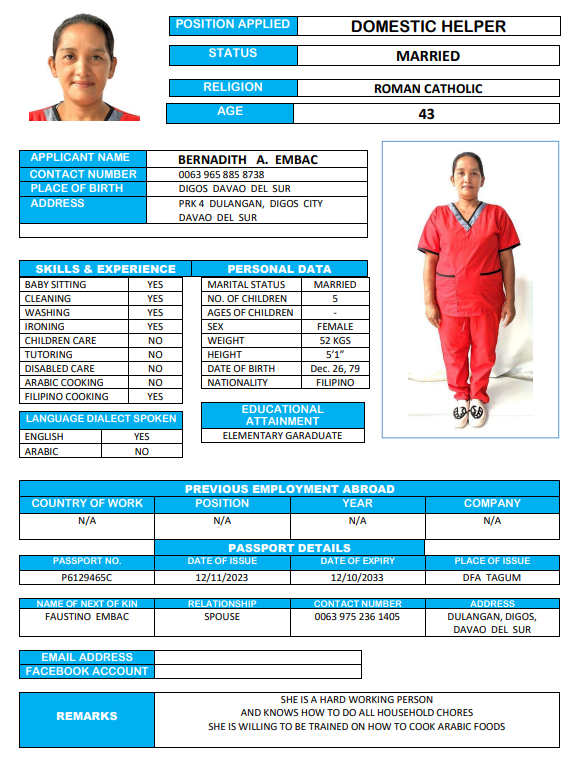 POSITION APPLIED DOMESTIC HELPER
STATUS MARRIED
RELIGION ROMAN CATHOLIC
AGE 43
APPLICANT NAME BERNADITH A. EMBAC
CONTACT NUMBER 0063 965 885 8738
PLACE OF BIRTH DIGOS DAVAO DEL SUR
ADDRESS PRK 4 DULANGAN, DIGOS CITY
DAVAO DEL SUR
SKILLS & EXPERIENCE PERSONAL DATA
BABY SITTING YES MARITAL STATUS MARRIED
CLEANING YES NO. OF CHILDREN 5
WASHING YES AGES OF CHILDREN -
IRONING YES SEX FEMALE
CHILDREN CARE NO WEIGHT 52 KGS
TUTORING NO HEIGHT 5'1”
DISABLED CARE NO DATE OF BIRTH Dec. 26, 79
ARABIC COOKING NO NATIONALITY FILIPINO
FILIPINO COOKING YES
LANGUAGE DIALECT SPOKEN
ENGLISH YES
ARABIC NO
EDUCATIONAL
ATTAINMENT
ELEMENTARY GARADUATE
PREVIOUS EMPLOYMENT ABROAD
COUNTRY OF WORK POSITION YEAR COMPANY
N/A N/A N/A N/A
PASSPORT DETAILS
PASSPORT NO. DATE OF ISSUE DATE OF EXPIRY PLACE OF ISSUE
P6129465C 12/11/2023 12/10/2033 DFA TAGUM
NAME OF NEXT OF KIN RELATIONSHIP CONTACT NUMBER ADDRESS
FAUSTINO EMBAC SPOUSE 0063 975 236 1405 DULANGAN, DIGOS,
DAVAO DEL SUR
EMAIL ADDRESS
FACEBOOK ACCOUNT
REMARKS
SHE IS A HARD WORKING PERSON
AND KNOWS HOW TO DO ALL HOUSEHOLD CHORES
SHE IS WILLING TO BE TRAINED ON HOW TO COOK ARABIC FOODS